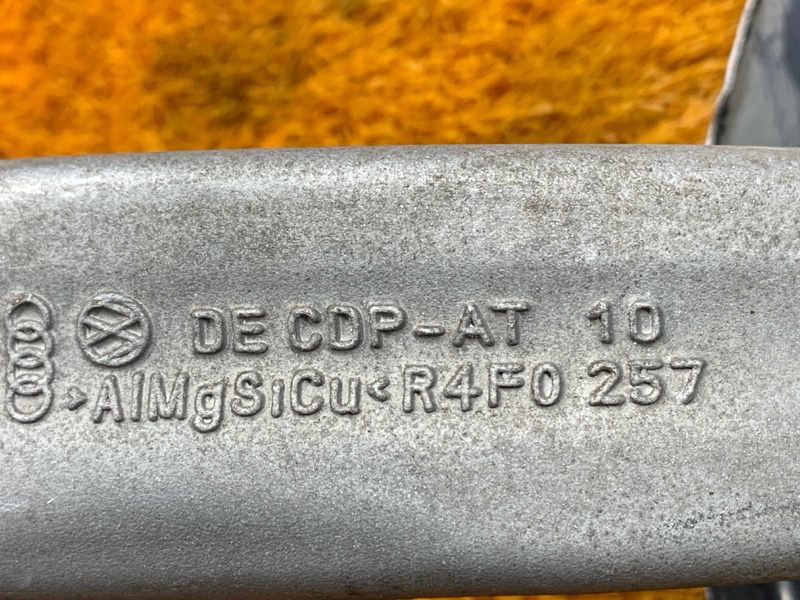 DE CDP-AT 10
>AlMgSiCu< R4F0 257